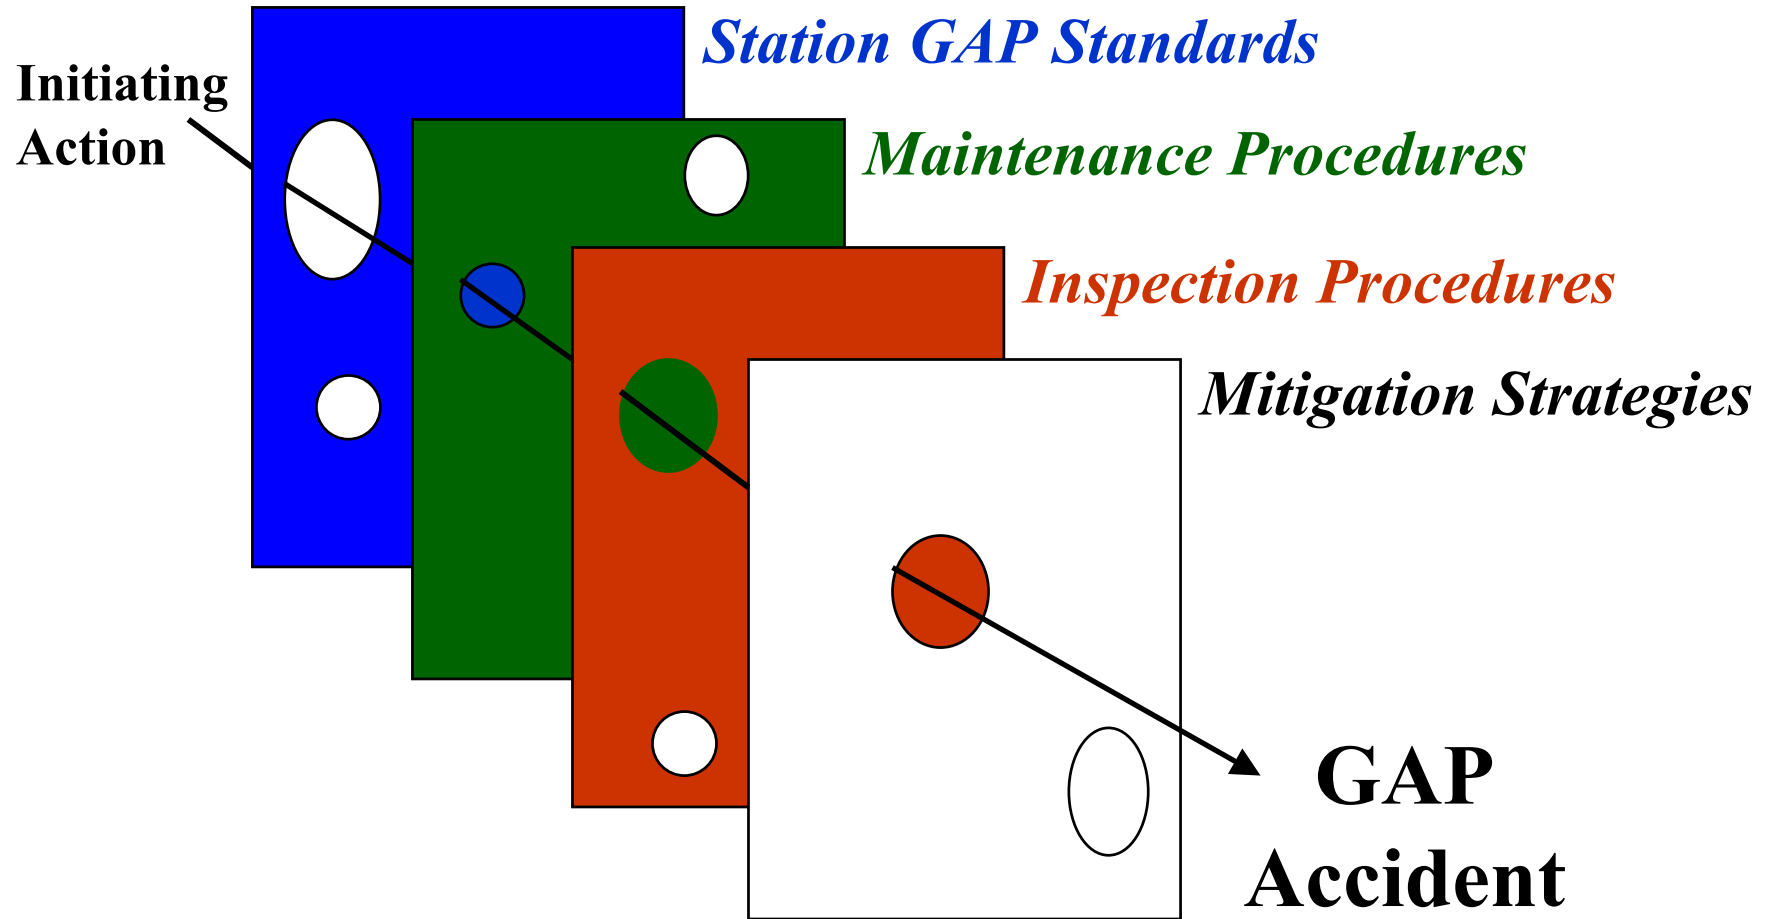 Station GAP Standards
Initiating
Action
Maintenance Procedures
Inspection Procedures
Mitigation Strategies
GAP
Accident